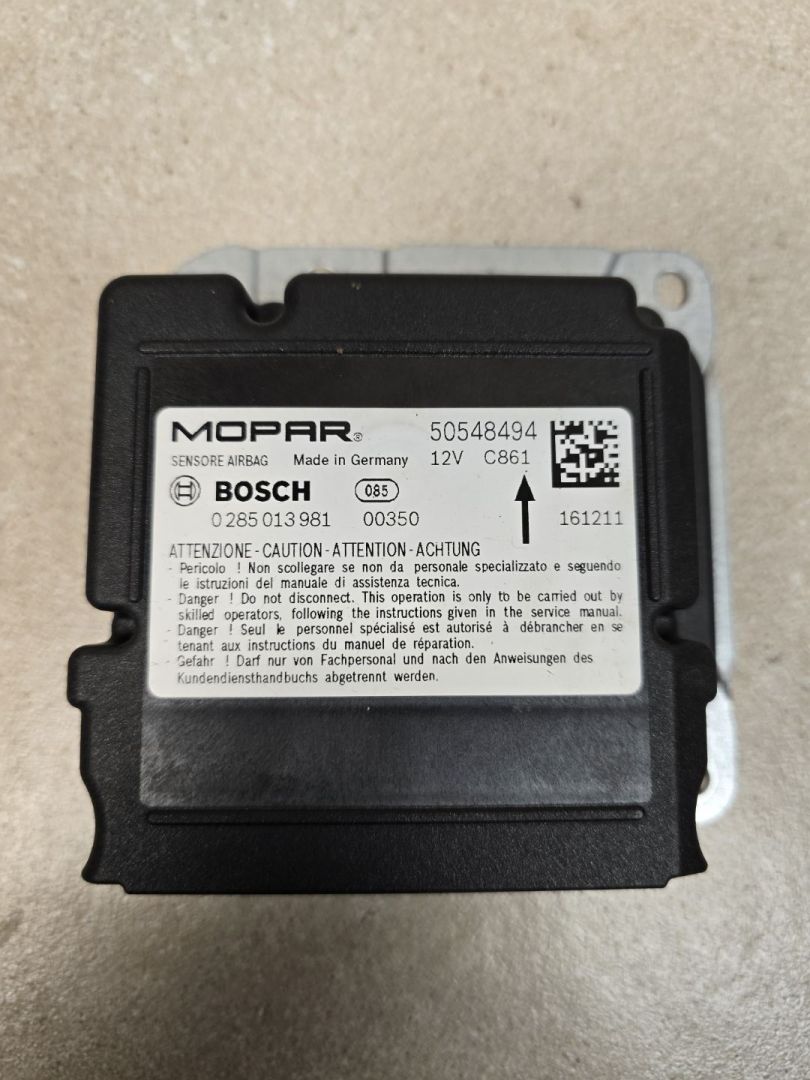 MOPAR® 50548494
SENSORE AIRBAG Made in Germany 12V C861
BOSCH 085
0 285 013 981 00350 161211
ATTENZIONE - CAUTION - ATTENTION - ACHTUNG
- Pericolo ! Non scollegare se non da personale specializzato e seguendo
le istruzioni del manuale di assistenza tecnica.
- Danger ! Do not disconnect. This operation is only to be carried out by
skilled operators, following the instructions given in the service manual.
- Danger ! Seul le personnel spécialisé est autorisé à débrancher en se
tenant aux instructions du manuel de réparation.
- Gefahr ! Darf nur von Fachpersonal und nach den Anweisungen des
Kundendiensthandbuchs abgetrennt werden.